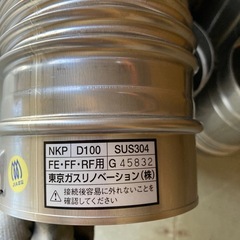 NKP D100 SUS304
FE・FF・RF用 G 45832
東京ガスリノベーション(株)
接続後容易に外れないことを
確認してください